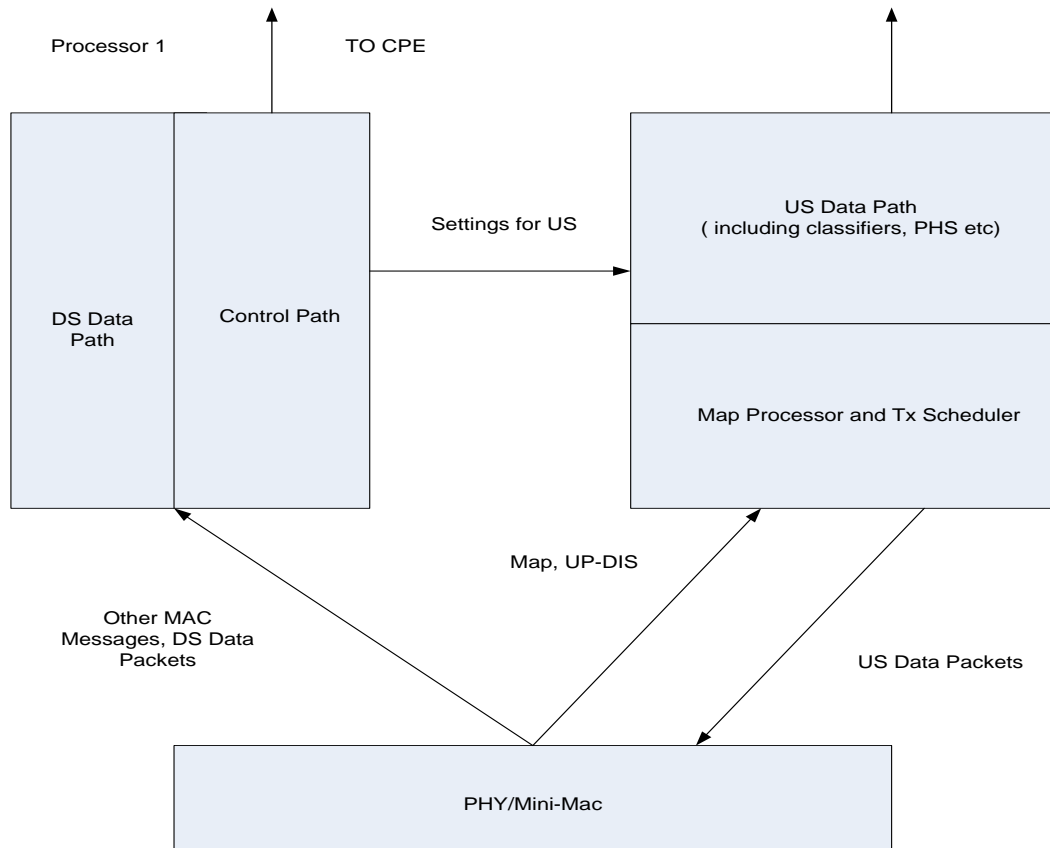 Processor 1
TO CPE
US Data Path
( including classifiers, PHS etc)
Settings for US
DS Data
Path
Control Path
Map Processor and Tx Scheduler
Map, UP-DIS
Other MAC
Messages, DS Data
Packets
US Data Packets
PHY/Mini-Mac